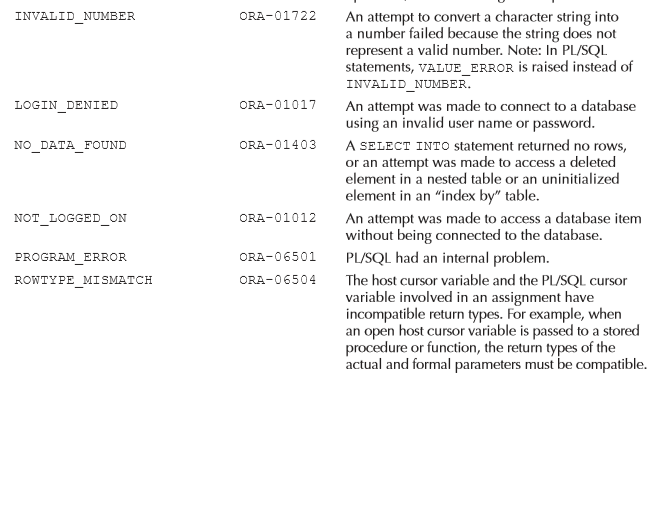 INVALID_NUMBER ORA-01722 An attempt to convert a character string into
a number failed because the string does not
represent a valid number. Note: In PL/SQL
statements, VALUE_ERROR is raised instead of
INVALID_NUMBER.
LOGIN_DENIED ORA-01017 An attempt was made to connect to a database
using an invalid user name or password.
NO_DATA_FOUND ORA-01403 A SELECT INTO statement returned no rows,
or an attempt was made to access a deleted
element in a nested table or an uninitialized
element in an “index by” table.
NOT_LOGGED_ON ORA-01012 An attempt was made to access a database item
without being connected to the database.
PROGRAM_ERROR ORA-06501 PL/SQL had an internal problem.
ROWTYPE_MISMATCH ORA-06504 The host cursor variable and the PL/SQL cursor
variable involved in an assignment have
incompatible return types. For example, when
an open host cursor variable is passed to a stored
procedure or function, the return types of the
actual and formal parameters must be compatible.